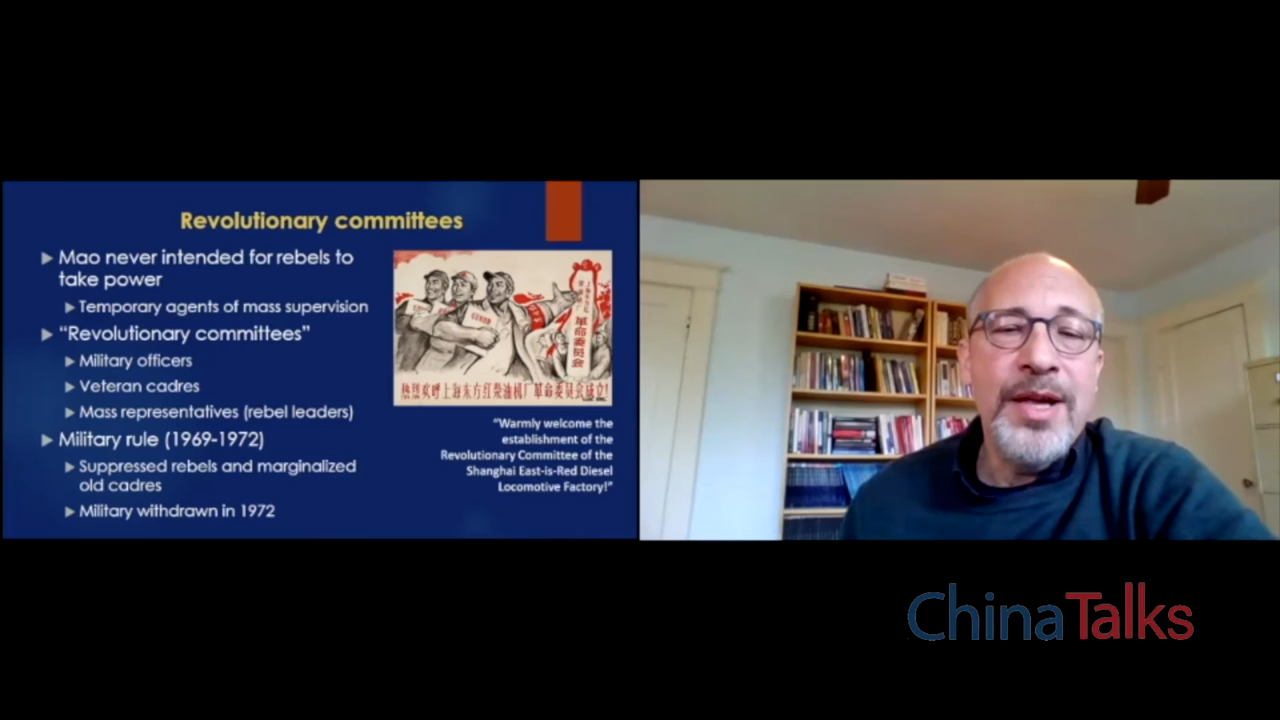 Revolutionary committees
Mao never intended for rebels to
take power
Temporary agents of mass supervision
“Revolutionary committees”
Military officers
Veteran cadres
Mass representatives (rebel leaders)
Military rule (1969-1972)
Suppressed rebels and marginalized
old cadres
Military withdrawn in 1972
革命委员会
热烈欢呼上海东方红柴油机厂革命委员会成立!
“Warmly welcome the
establishment of the
Revolutionary Committee of the
Shanghai East-is-Red Diesel
Locomotive Factory!”
ChinaTalks